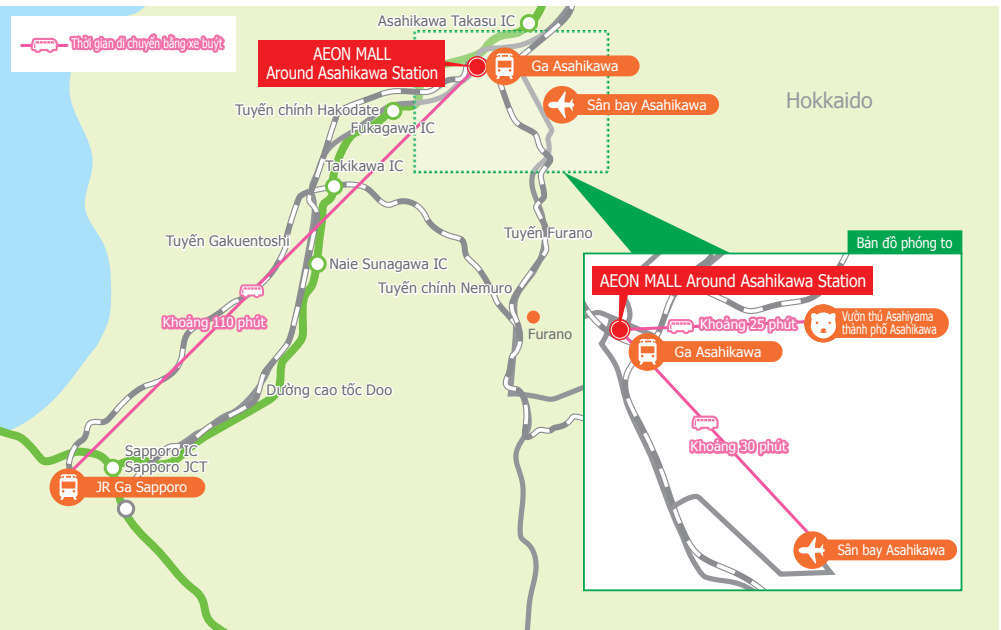 Thời gian di chuyển bằng xe buýt
Asahikawa Takasu IC
AEON MALL
Around Asahikawa Station
Ga Asahikawa
Sân bay Asahikawa
Hokkaido
Tuyến chính Hakodate
Fukagawa IC
Takikawa IC
Tuyến Gakuentoshi
Tuyến Furano
Naie Sunagawa IC
Tuyến chính Nemuro
Khoảng 110 phút
Furano
Dường cao tốc Doo
Sapporo IC
Sapporo JCT
JR Ga Sapporo
Bản đồ phóng to
AEON MALL Around Asahikawa Station
Khoảng 25 phút
Vườn thú Asahiyama
thành phố Asahikawa
Ga Asahikawa
Khoảng 30 phút
Sân bay Asahikawa